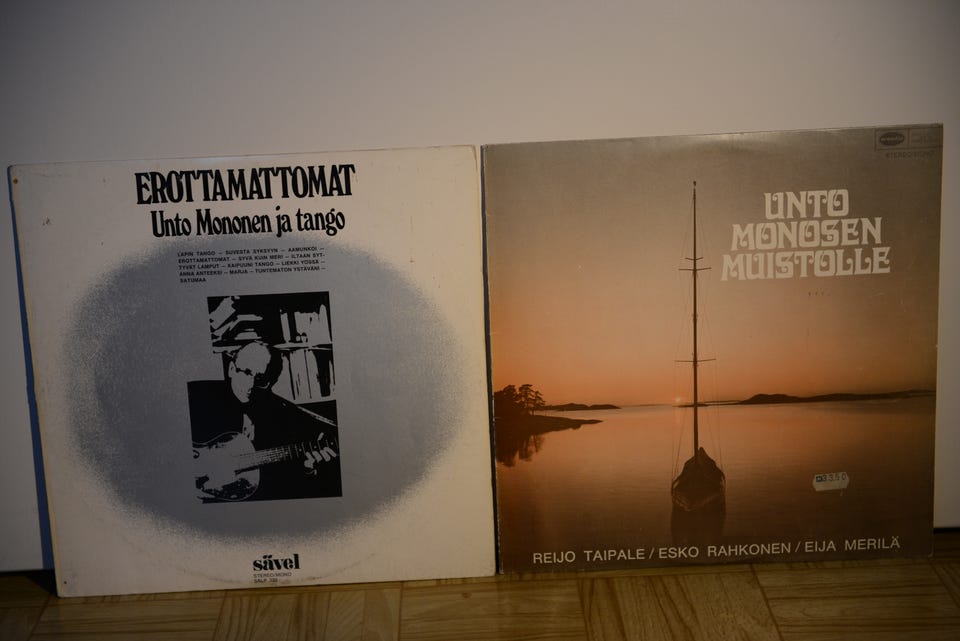 EROTTAMATTOMAT
Unto Mononen ja tango
LAPIN TANGO – SUVESTA SYKSYYN – AAMUNKOI –
EROTTAMATTOMAT – SYVÄ KUIN MERI – ILTAAN SYT-
TYVÄT LAMPUT – KAIPUUNI TANGO – LIEKKI YÖSSÄ –
ANNA ANTEEKSI – MARJA – TUNTEMATON YSTÄVÄNI –
SATUMAA
sävel
STEREO/MONO
SÄLP
UNTO
MONOSEN
MUISTOLLE
STEREO/MONO
REIJO TAIPALE / ESKO RAHKONEN / EIJA MERILÄ